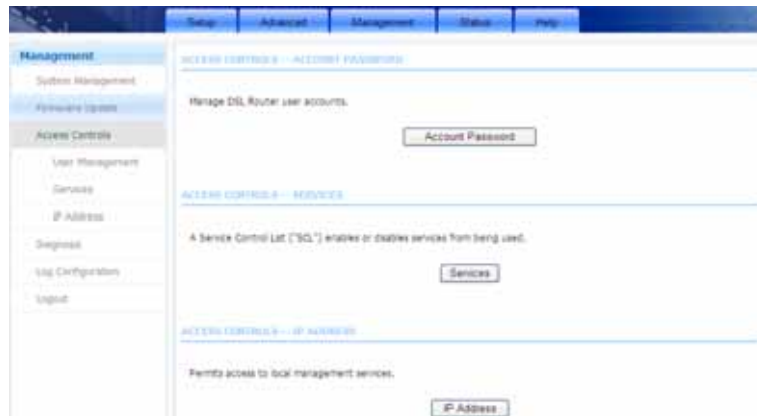 Setup Advanced Management Status Help
Management
System Management
Firmware Update
Access Controls
User Management
Services
IP Address
Diagnosis
Log Configuration
Logout
ACCESS CONTROLS -- ACCOUNT PASSWORD
Manage DSL Router user accounts.
Account Password
ACCESS CONTROLS -- SERVICES
A Service Control List ("SCL") enables or disables services from being used.
Services
ACCESS CONTROLS -- IP ADDRESS
Permits access to local management services.
IP Address